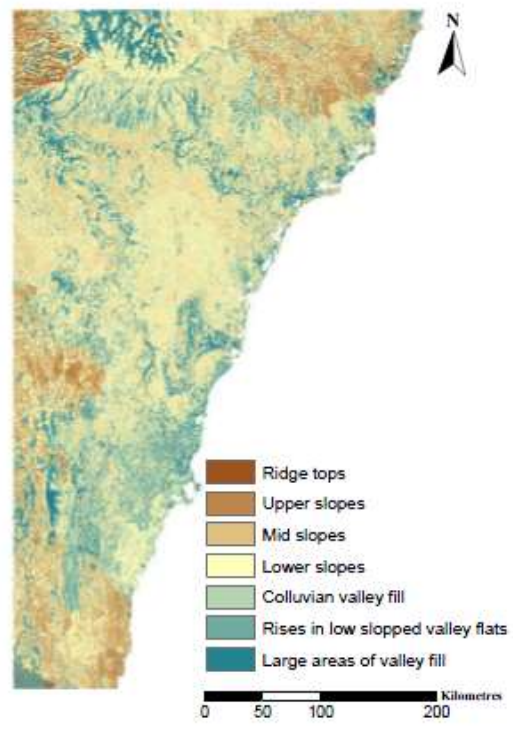 N
Ridge tops
Upper slopes
Mid slopes
Lower slopes
Colluvian valley fill
Rises in low slopped valley flats
Large areas of valley fill
Kilometres
0 50 100 200